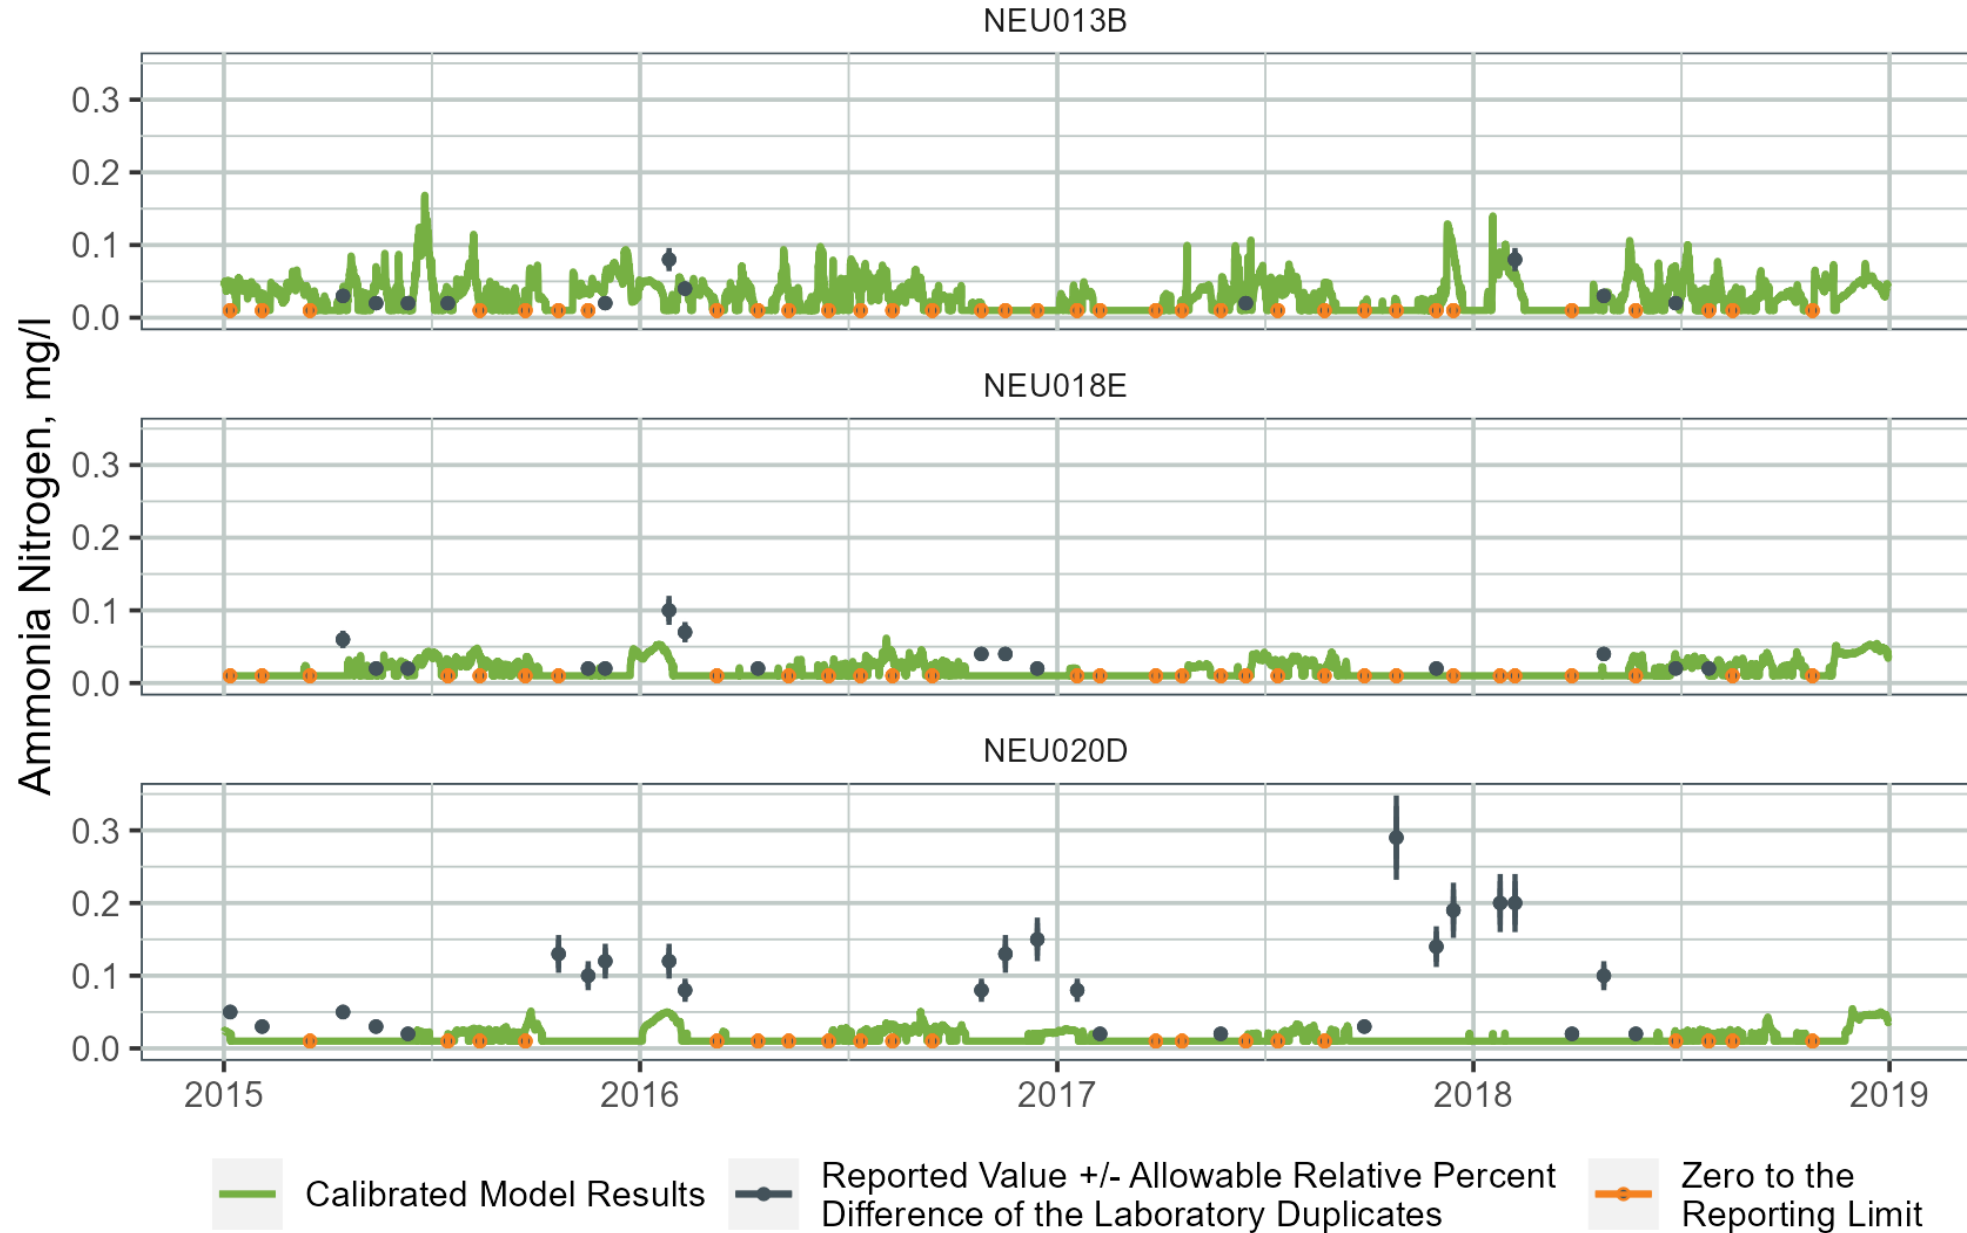 NEU013B
0.3
0.2
0.1
0.0
NEU018E
0.3
0.2
0.1
0.0
NEU020D
0.3
0.2
0.1
0.0
Ammonia Nitrogen, mg/l
2015 2016 2017 2018 2019
Calibrated Model Results
Reported Value +/- Allowable Relative Percent
Difference of the Laboratory Duplicates
Zero to the
Reporting Limit